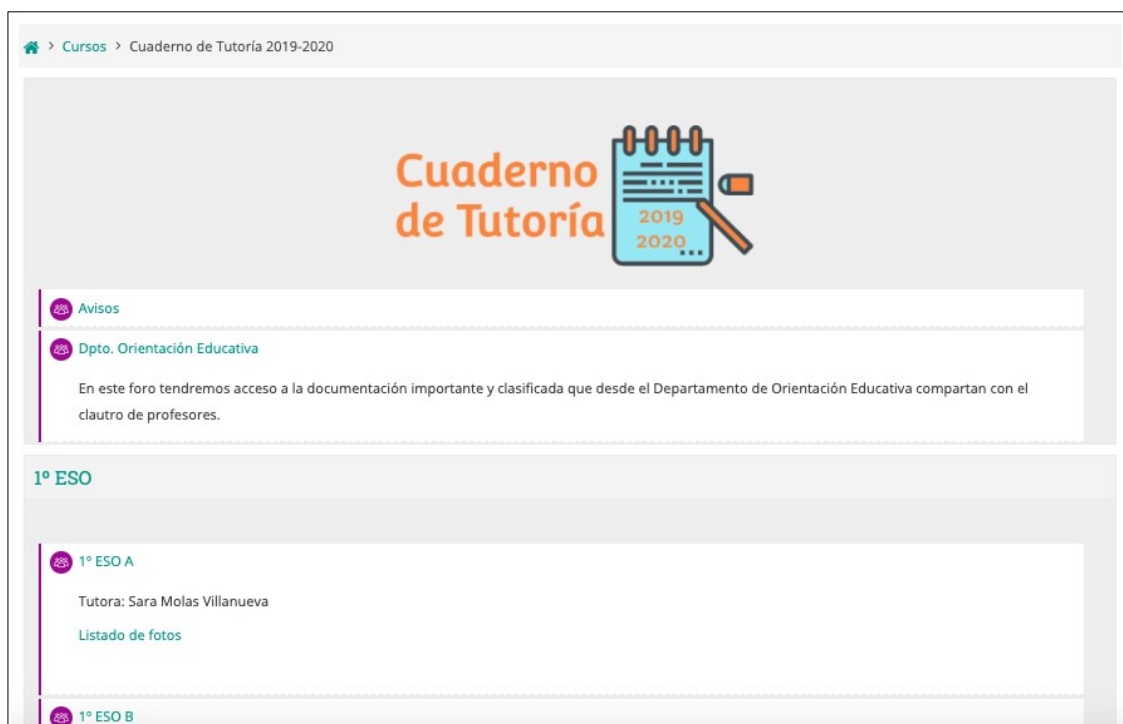 Cursos > Cuaderno de Tutoría 2019-2020
Cuaderno
de Tutoría
2019
2020
Avisos
Dpto. Orientación Educativa
En este foro tendremos acceso a la documentación importante y clasificada que desde el Departamento de Orientación Educativa compartan con el
clautro de profesores.
1º ESO
1º ESO A
Tutora: Sara Molas Villanueva
Listado de fotos
1º ESO B